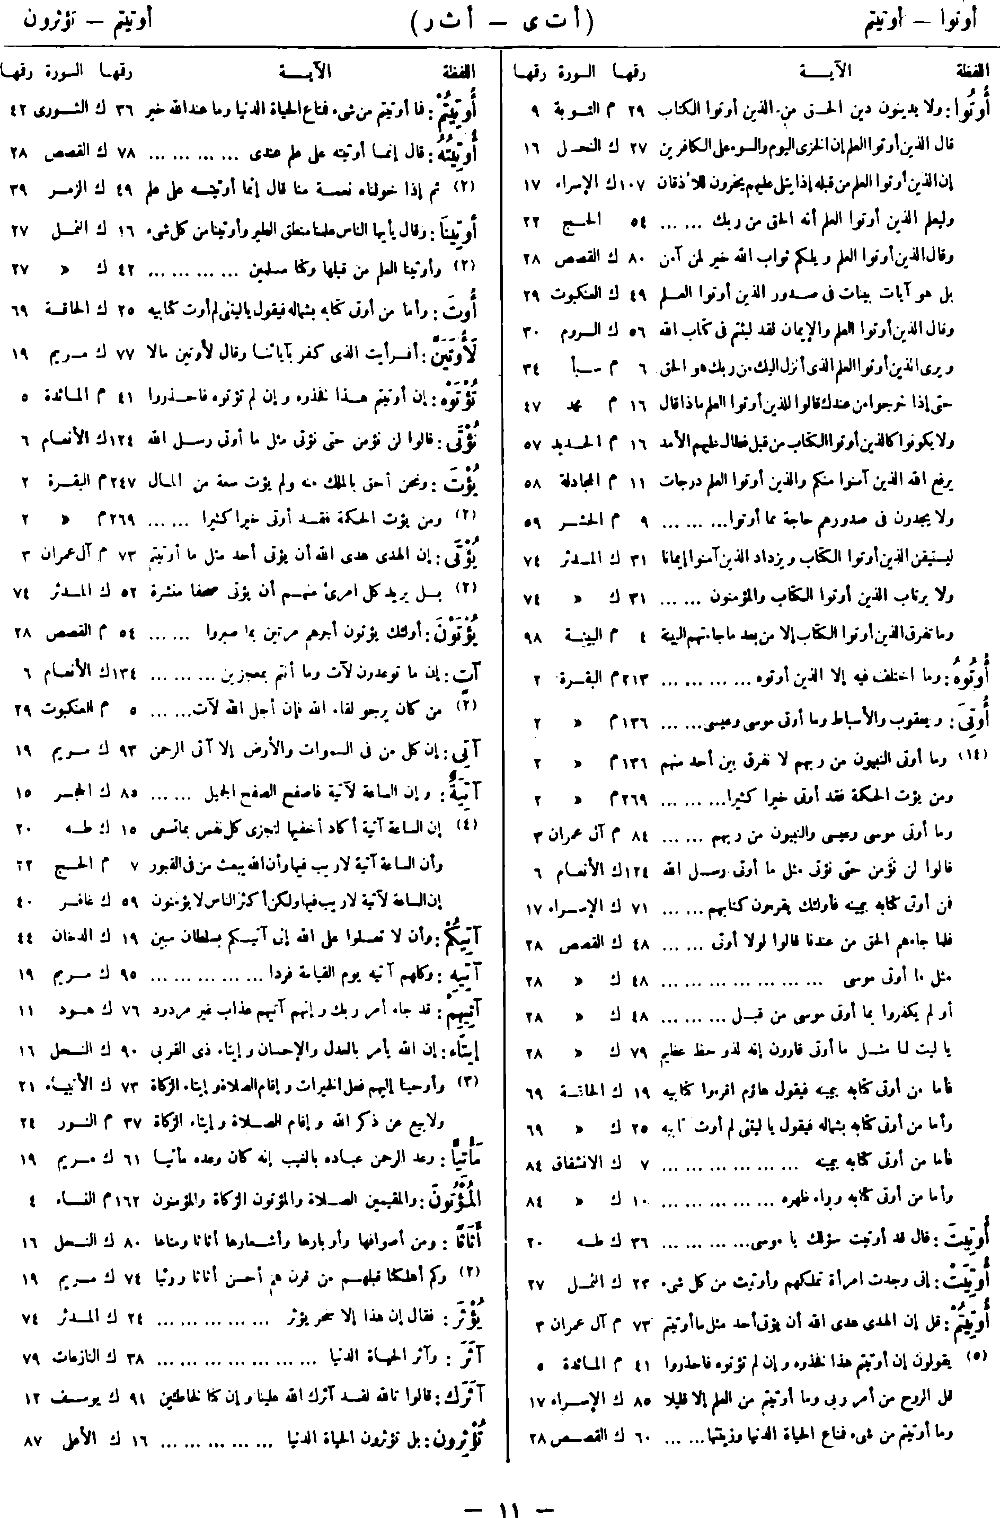 أوتوا — أوتيتم (أتى — أثر) أوتيتم — تؤثرون
اللفظة الآيــة رقمها السورة رقمها
أُوتُوا : ولا يدينون دين الحق من الذين أوتوا الكتاب ٢٩ م التوبة ٩
قال الذين أوتوا العلم إن الخزى اليوم والسوء على الكافرين ٢٧ ك النحل ١٦
إن الذين أوتوا العلم من قبله إذا يتلى عليهم يخرون للأذقان ١٠٧ ك الإسراء ١٧
وليعلم الذين أوتوا العلم أنه الحق من ربك ... ... ٥٤ الحج ٢٢
وقال الذين أوتوا العلم ويلكم ثواب الله خير لمن آمن ٨٠ ك القصص ٢٨
بل هو آيات بينات فى صدور الذين أوتوا العلم ٤٩ ك العنكبوت ٢٩
وقال الذين أوتوا العلم والإيمان لقد لبثتم فى كتاب الله ٥٦ ك الروم ٣٠
ويرى الذين أوتوا العلم الذى أنزل اليك من ربك هو الحق ٦ م سبأ ٣٤
حتى إذا خرجوا من عندك قالوا للذين أوتوا العلم ماذا قال ١٦ م محمد ٤٧
ولا يكونوا كالذين أوتوا الكتاب من قبل فطال عليهم الأمد ١٦ م الحديد ٥٧
يرفع الله الذين آمنوا منكم والذين أوتوا العلم درجات ١١ م المجادلة ٥٨
ولا يجدون فى صدورهم حاجة مما أوتوا... ... ... ٩ م الحشر ٥٩
ليستيقن الذين أوتوا الكتاب ويزداد الذين آمنوا إيمانا ٣١ ك المدثر ٧٤
ولا يرتاب الذين أوتوا الكتاب والمؤمنون ... ... ٣١ ك » ٧٤
وما تفرق الذين أوتوا الكتاب إلا من بعد ما جاءتهم البينة ٤ م البينة ٩٨
أُوتُوهُ : وما اختلف فيه إلا الذين أوتوه ... ... ... ... ٢١٣ م البقرة ٢
أُوتِىَ : ويعقوب والأسباط وما أوتى موسى وعيسى... ... ١٣٦ م » ٢
(١٤) وما أوتى النبيون من ربهم لا نفرق بين أحد منهم ١٣٦ م » ٢
ومن يؤت الحكمة فقد أوتى خيرا كثيرا... ... ... ٢٦٩ م » ٢
وما أوتى موسى وعيسى والنبيون من ربهم ... ... ٨٤ م آل عمران ٣
قالوا لن نؤمن حتى نؤتى مثل ما أوتى رسل الله ١٢٤ ك الأنعام ٦
فمن أوتى كتابه بيمينه فأولئك يقرءون كتابهم ... ... ٧١ ك الإسراء ١٧
فلما جاءهم الحق من عندنا قالوا لولا أوتى ... ... ٤٨ ك القصص ٢٨
مثل ما أوتى موسى ... ... ... ... ... ... ٤٨ ك » ٢٨
أو لم يكفروا بما أوتى موسى من قبل ... ... ... ٤٨ ك » ٢٨
يا ليت لنا مثل ما أوتى قارون إنه لذو حظ عظيم ٧٩ ك » ٢٨
فأما من أوتى كتابه بيمينه فيقول هاؤم اقرءوا كتابيه ١٩ ك الحاقة ٦٩
وأما من أوتى كتابه بشماله فيقول يا ليتنى لم أوت كتابيه ٢٥ ك » ٦٩
فأما من أوتى كتابه بيمينه ... ... ... ... ... ... ٧ ك الانشقاق ٨٤
وأما من أوتى كتابه وراء ظهره ... ... ... ... ... ١٠ ك » ٨٤
أُوتِيتَ : قال قد أوتيت سؤلك يا موسى... ... ... ... ٣٦ ك طه ٢٠
أُوتِيَتْ : إنى وجدت امرأة تملكهم وأوتيت من كل شىء ٢٣ ك النمل ٢٧
أُوتِيتُمْ : قل إن الهدى هدى الله أن يؤتى أحد مثل ما أوتيتم ٧٣ م آل عمران ٣
(٥) يقولون إن أوتيتم هذا فخذوه وإن لم تؤتوه فاحذروا ٤١ م المائدة ٥
قل الروح من أمر ربى وما أوتيتم من العلم إلا قليلا ٨٥ ك الإسراء ١٧
وما أوتيتم من شىء فمتاع الحياة الدنيا وزينتها... ... ٦٠ ك القصص ٢٨
اللفظة الآيــة رقمها السورة رقمها
أُوتِيتُمْ : فما أوتيتم من شىء فمتاع الحياة الدنيا وما عند الله خير ٣٦ ك الشورى ٤٢
أُوتِيتُهُ : قال إنما أوتيته على علم عندى ... ... ... ... ٧٨ ك القصص ٢٨
(٢) ثم إذا خولناه نعمة منا قال إنما أوتيته على علم ٤٩ ك الزمر ٣٩
أُوتِينَا : وقال يأيها الناس علمنا منطق الطير وأوتينا من كل شىء ١٦ ك النمل ٢٧
(٢) وأوتينا العلم من قبلها وكنا مسلمين ... ... ... ... ٤٢ ك » ٢٧
أُوتَ : وأما من أوتى كتابه بشماله فيقول ياليتنى لم أوت كتابيه ٢٥ ك الحاقة ٦٩
لَأُوتَيَنَّ : أفرأيت الذى كفر بآياتنا وقال لأوتين مالا ٧٧ ك مريم ١٩
تُؤْتَوْهُ : إن أوتيتم هذا فخذوه وإن لم تؤتوه فاحذروا ٤١ م المائدة ٥
نُؤْتَى : قالوا لن نؤمن حتى نؤتى مثل ما أوتى رسل الله ١٢٤ ك الأنعام ٦
يُؤْتَ : ونحن أحق بالملك منه ولم يؤت سعة من المال ٢٤٧ م البقرة ٢
(٢) ومن يؤت الحكمة فقد أوتى خيرا كثيرا ... ... ٢٦٩ م » ٢
يُؤْتَى : إن الهدى هدى الله أن يؤتى أحد مثل ما أوتيتم ٧٣ م آل عمران ٣
(٢) بل يريد كل امرئ منهم أن يؤتى صحفا منشرة ٥٢ ك المدثر ٧٤
يُؤْتَوْنَ : أولئك يؤتون أجرهم مرتين بما صبروا ... ... ٥٤ م القصص ٢٨
آتٍ : إن ما توعدون لآت وما أنتم بمعجزين ... ... ... ١٣٤ ك الأنعام ٦
(٢) من كان يرجو لقاء الله فإن أجل الله لآت... ... ٥ م العنكبوت ٢٩
آتِى : إن كل من فى السموات والأرض إلا آتى الرحمن ٩٣ ك مريم ١٩
آتِيَةٌ : وإن الساعة لآتية فاصفح الصفح الجميل ... ... ٨٥ ك الحجر ١٥
(٤) إن الساعة آتية أكاد أخفيها لتجزى كل نفس بما تسعى ١٥ ك طه ٢٠
وأن الساعة آتية لا ريب فيها وأن الله يبعث من فى القبور ٧ م الحج ٢٢
إن الساعة لآتية لا ريب فيها ولكن أكثر الناس لا يؤمنون ٥٩ ك غافر ٤٠
آتِيكُمْ : وأن لا تعلوا على الله إنى آتيكم بسلطان مبين ١٩ ك الدخان ٤٤
آتِيهِ : وكلهم آتيه يوم القيامة فردا ... ... ... ... ... ٩٥ ك مريم ١٩
آتِيهِمْ : قد جاء أمر ربك وإنهم آتيهم عذاب غير مردود ٧٦ ك هود ١١
إِيتَاء : إن الله يأمر بالعدل والإحسان وإيتاء ذى القربى ٩٠ ك النحل ١٦
(٣) وأوحينا إليهم فعل الخيرات وإقام الصلاة وإيتاء الزكاة ٧٣ ك الأنبياء ٢١
ولا بيع عن ذكر الله وإقام الصلاة وإيتاء الزكاة ٣٧ م النور ٢٤
مَأْتِيًّا : وعد الرحمن عباده بالغيب إنه كان وعده مأتيا ٦١ ك مريم ١٩
المُؤْتُونَ : والمقيمين الصلاة والمؤتون الزكاة والمؤمنون ١٦٢ م النساء ٤
أَثَاثًا : ومن أصوافها وأوبارها وأشعارها أثاثا ومتاعا ٨٠ ك النحل ١٦
(٢) وكم أهلكنا قبلهم من قرن هم أحسن أثاثا ورئيا ٧٤ ك مريم ١٩
يُؤْثَرُ : فقال إن هذا إلا سحر يؤثر ... ... ... ... ... ٢٤ ك المدثر ٧٤
آثَرَ : وآثر الحياة الدنيا ... ... ... ... ... ... ... ٣٨ ك النازعات ٧٩
آثَرَكَ : قالوا تالله لقد آثرك الله علينا وإن كنا لخاطئين ٩١ ك يوسف ١٢
تُؤْثِرُون : بل تؤثرون الحياة الدنيا ... ... ... ... ... ١٦ ك الأعلى ٨٧
— ١١ —